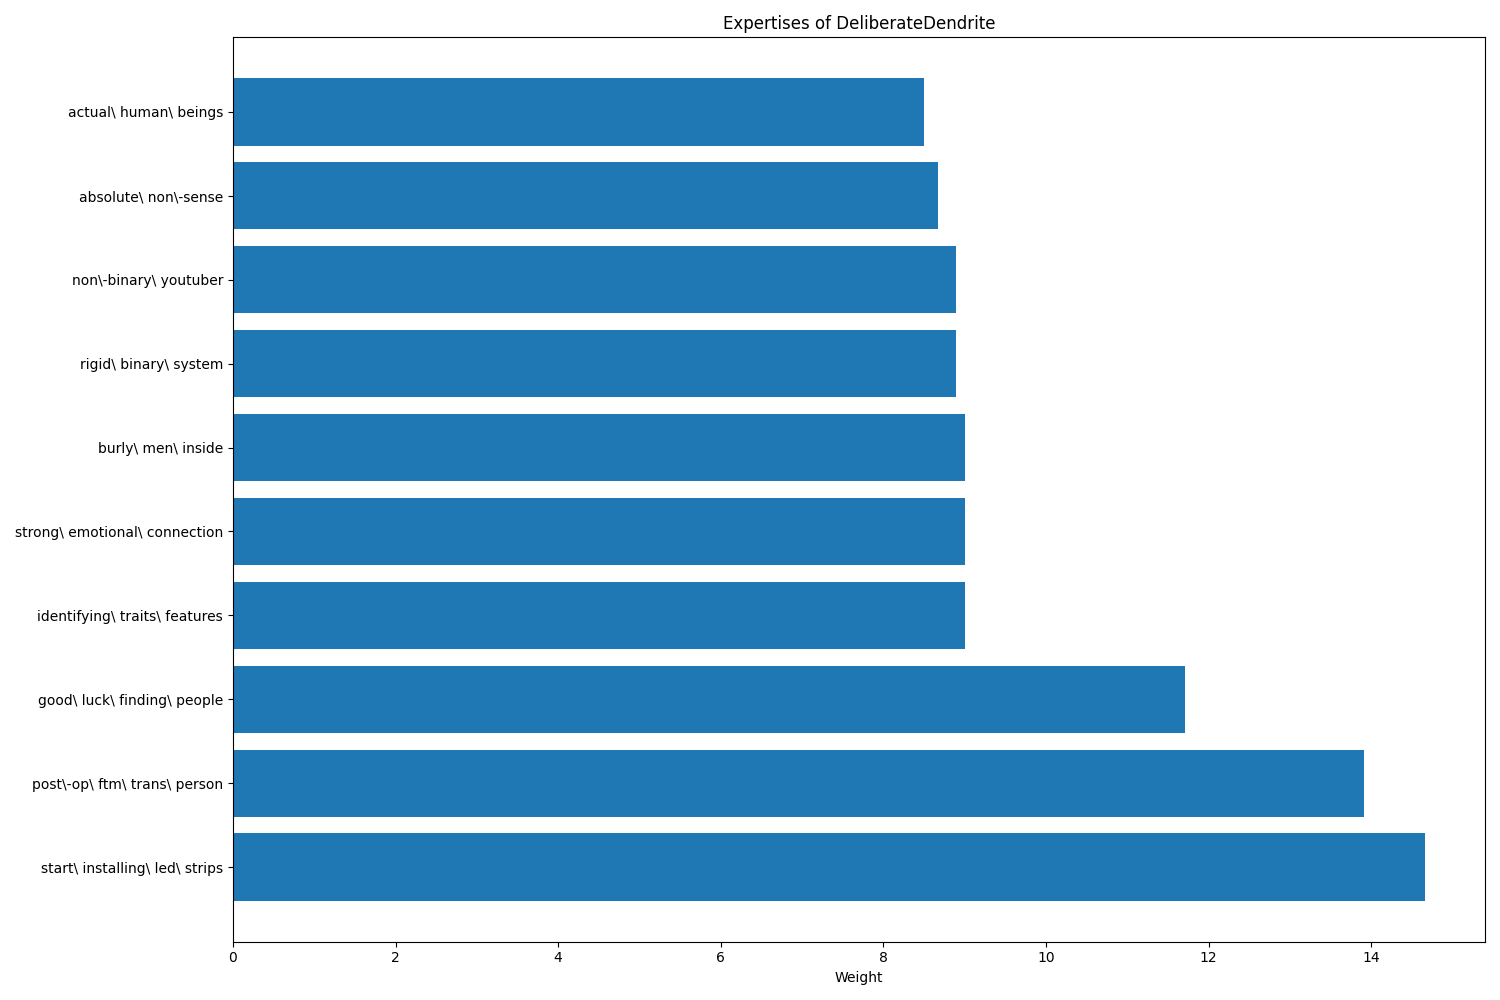 Expertises of DeliberateDendrite
actual\ human\ beings
absolute\ non\-sense
non\-binary\ youtuber
rigid\ binary\ system
burly\ men\ inside
strong\ emotional\ connection
identifying\ traits\ features
good\ luck\ finding\ people
post\-op\ ftm\ trans\ person
start\ installing\ led\ strips
0 2 4 6 8 10 12 14
Weight